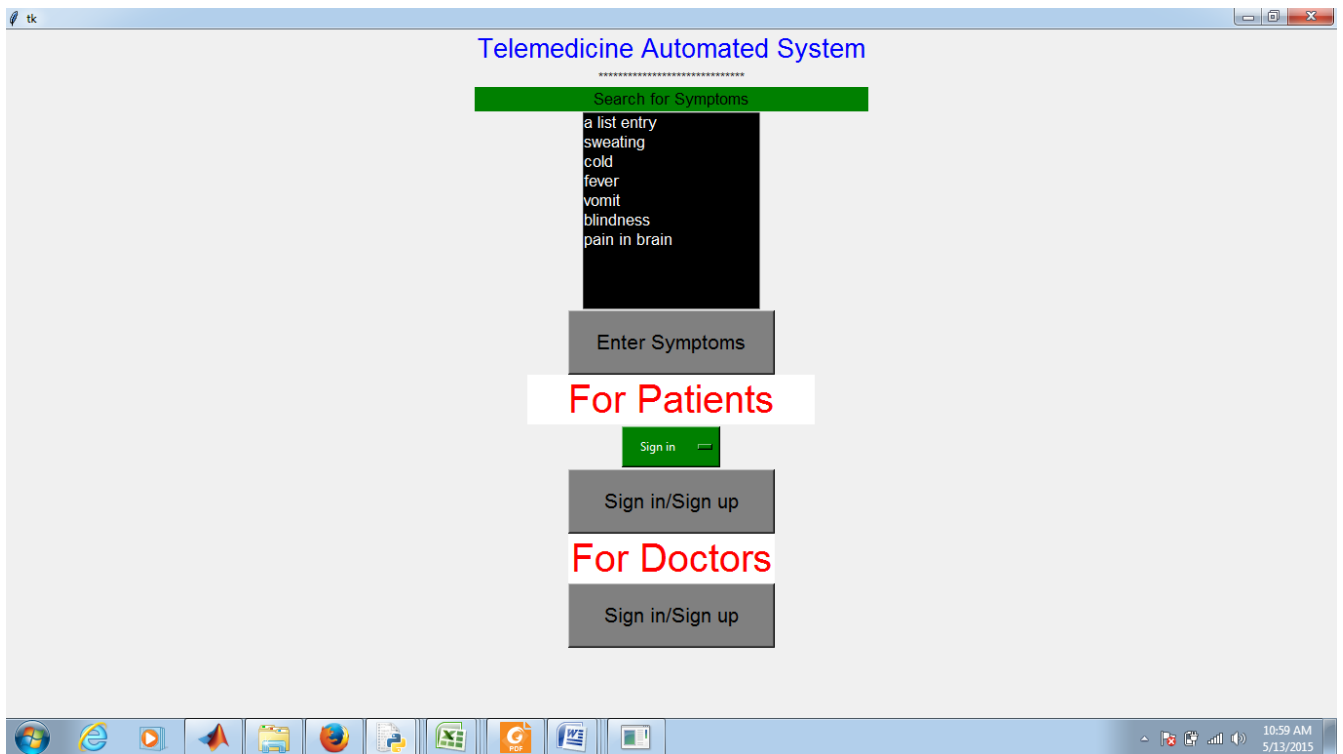 tk
Telemedicine Automated System
******************************
Search for Symptoms
a list entry
sweating
cold
fever
vomit
blindness
pain in brain
Enter Symptoms
For Patients
Sign in
Sign in/Sign up
For Doctors
Sign in/Sign up
PDF
10:59 AM
5/13/2015